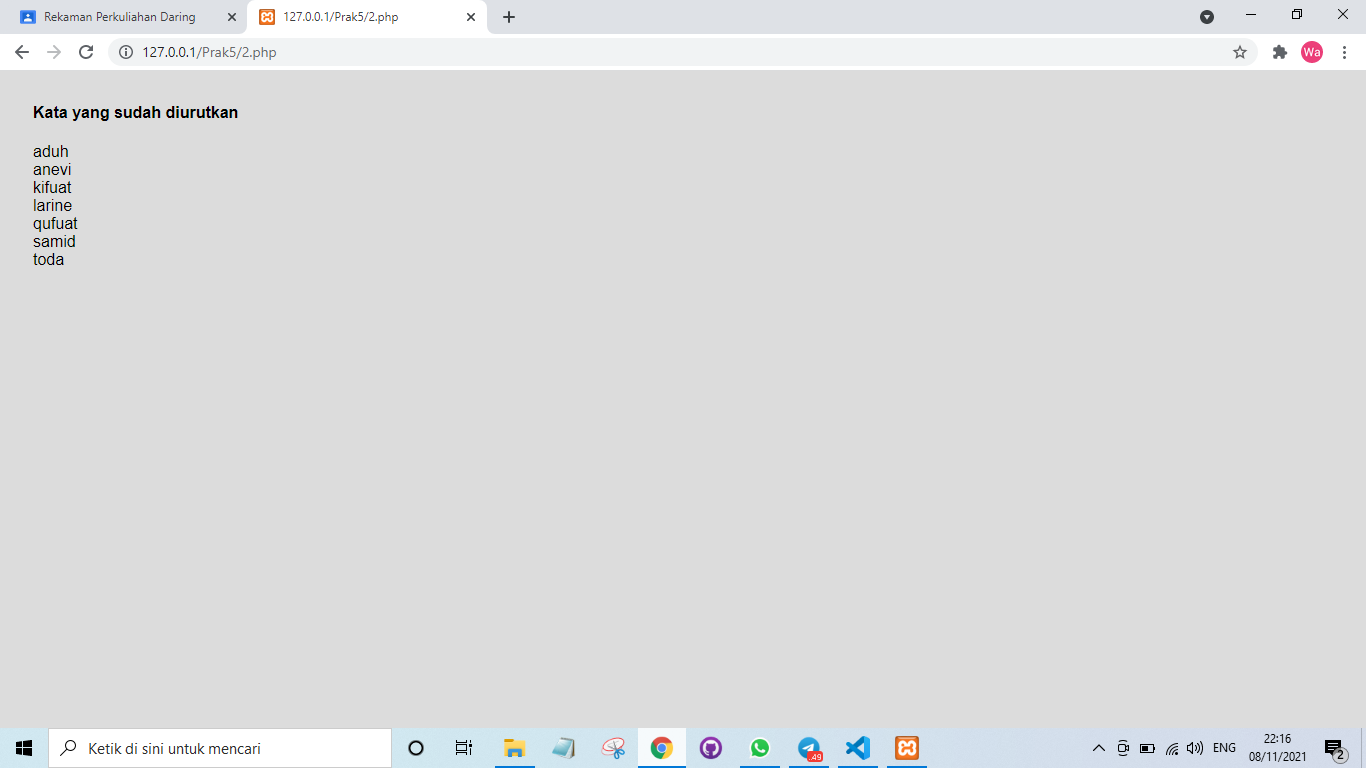 Rekaman Perkuliahan Daring
127.0.0.1/Prak5/2.php
127.0.0.1/Prak5/2.php
Wa
Kata yang sudah diurutkan
aduh
anevi
kifuat
larine
qufuat
samid
toda
Ketik di sini untuk mencari
.49
ENG
22:16
08/11/2021
2